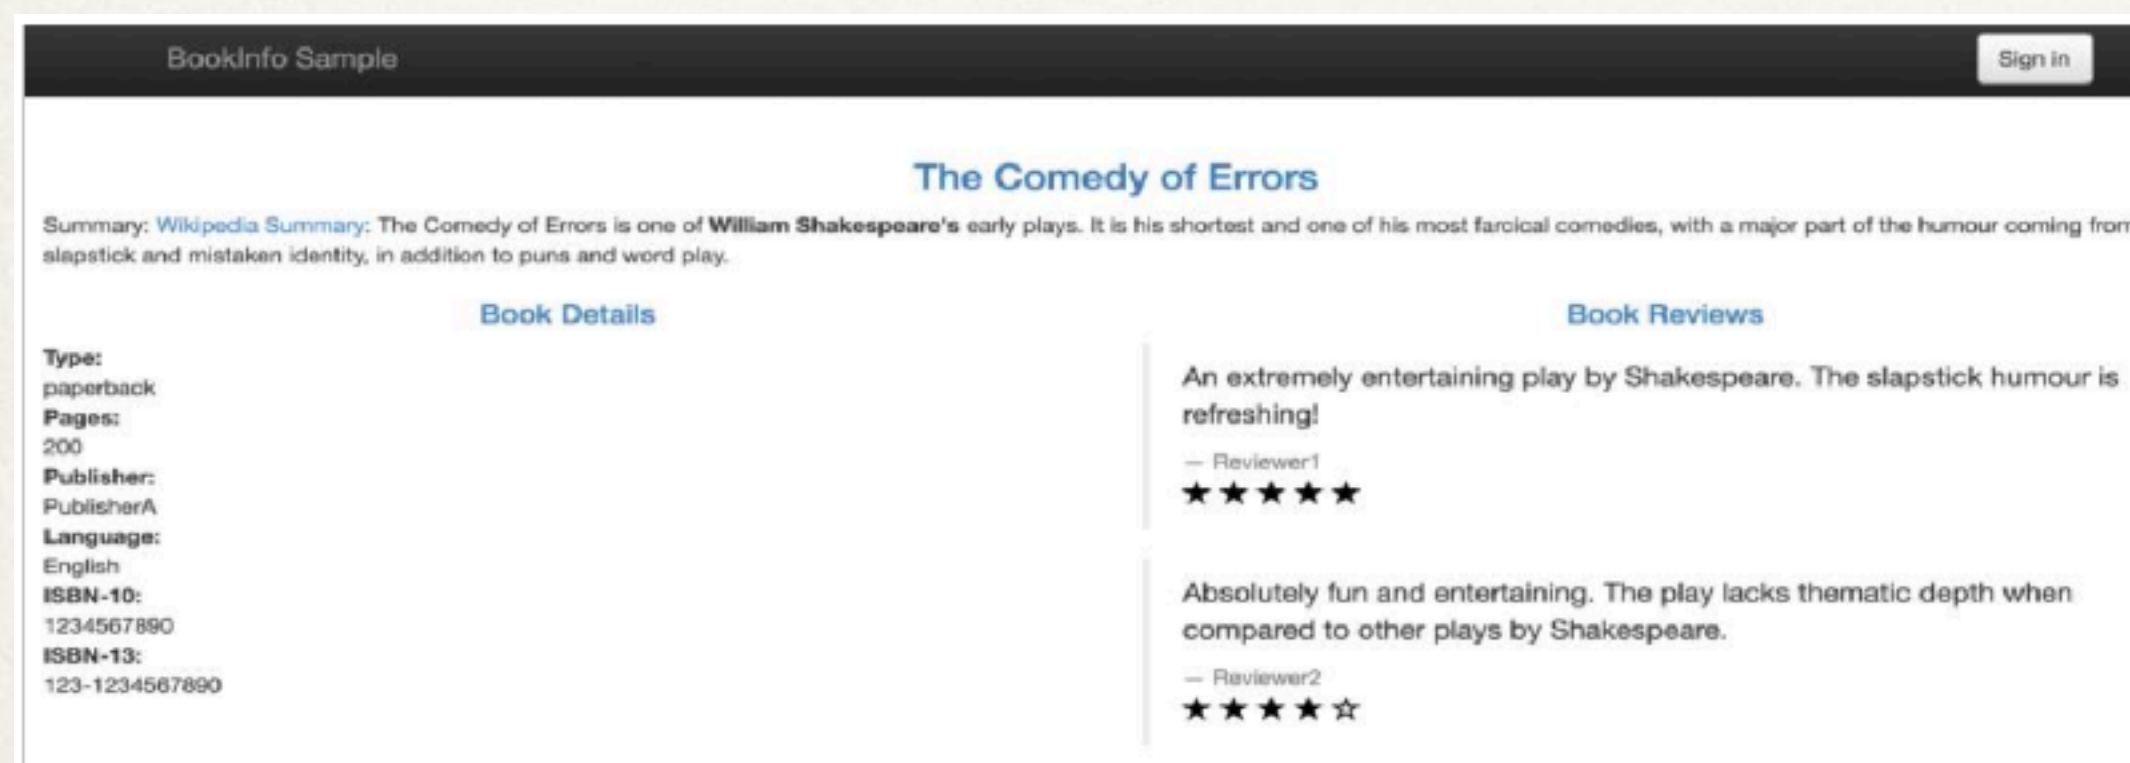 BookInfo Sample
Sign in
The Comedy of Errors
Summary: Wikipedia Summary: The Comedy of Errors is one of William Shakespeare's early plays. It is his shortest and one of his most farcical comedies, with a major part of the humour coming from
slapstick and mistaken identity, in addition to puns and word play.
Book Details
Type:
paperback
Pages:
200
Publisher:
PublisherA
Language:
English
ISBN-10:
1234567890
ISBN-13:
123-1234567890
Book Reviews
An extremely entertaining play by Shakespeare. The slapstick humour is
refreshing!
— Reviewer1
★★★★★
Absolutely fun and entertaining. The play lacks thematic depth when
compared to other plays by Shakespeare.
— Reviewer2
★★★★☆